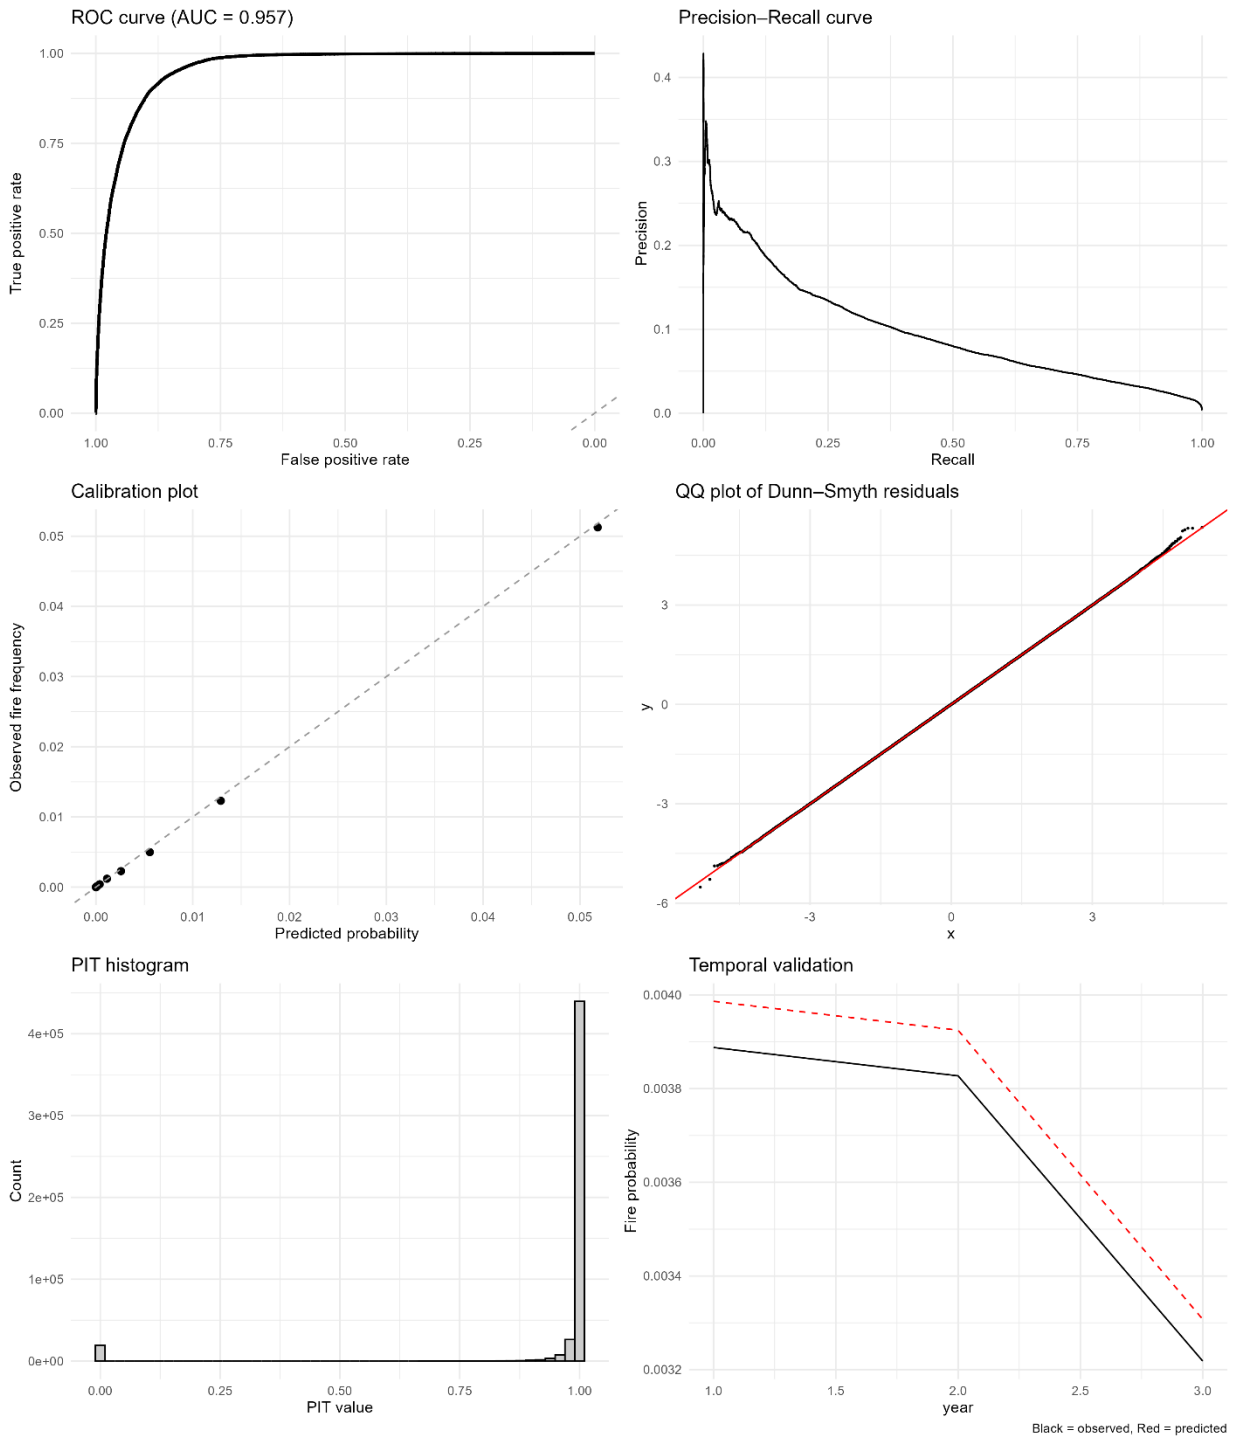 ROC curve (AUC = 0.957)
True positive rate
1.00
0.75
0.50
0.25
0.00
1.00 0.75 0.50 0.25 0.00
False positive rate
Precision–Recall curve
Precision
0.4
0.3
0.2
0.1
0.0
0.00 0.25 0.50 0.75 1.00
Recall
Calibration plot
Observed fire frequency
0.05
0.04
0.03
0.02
0.01
0.00
0.00 0.01 0.02 0.03 0.04 0.05
Predicted probability
QQ plot of Dunn–Smyth residuals
y
3
0
-3
-6
-3 0 3
x
PIT histogram
Count
4e+05
3e+05
2e+05
1e+05
0e+00
0.00 0.25 0.50 0.75 1.00
PIT value
Temporal validation
Fire probability
0.0040
0.0038
0.0036
0.0034
0.0032
1.0 1.5 2.0 2.5 3.0
year
Black = observed, Red = predicted